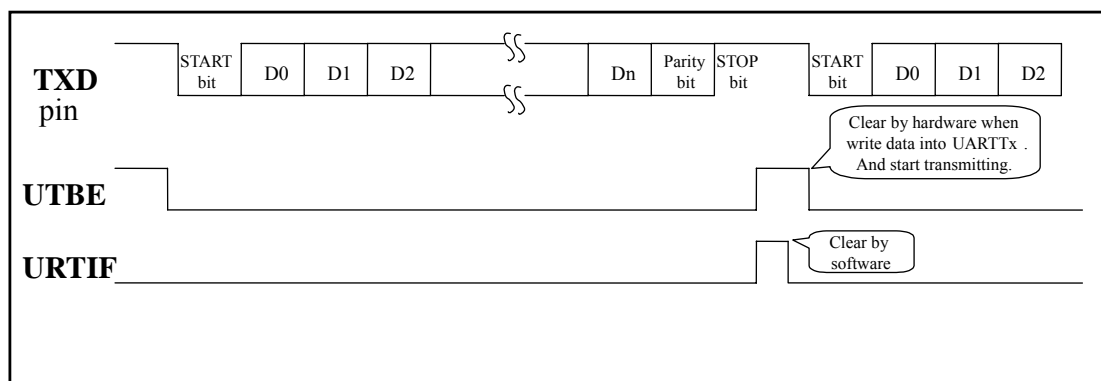 TXD
pin
START
bit
D0
D1
D2
Dn
Parity
bit
STOP
bit
START
bit
D0
D1
D2
Clear by hardware when
write data into UARTTx .
And start transmitting.
UTBE
URTIF
Clear by
software